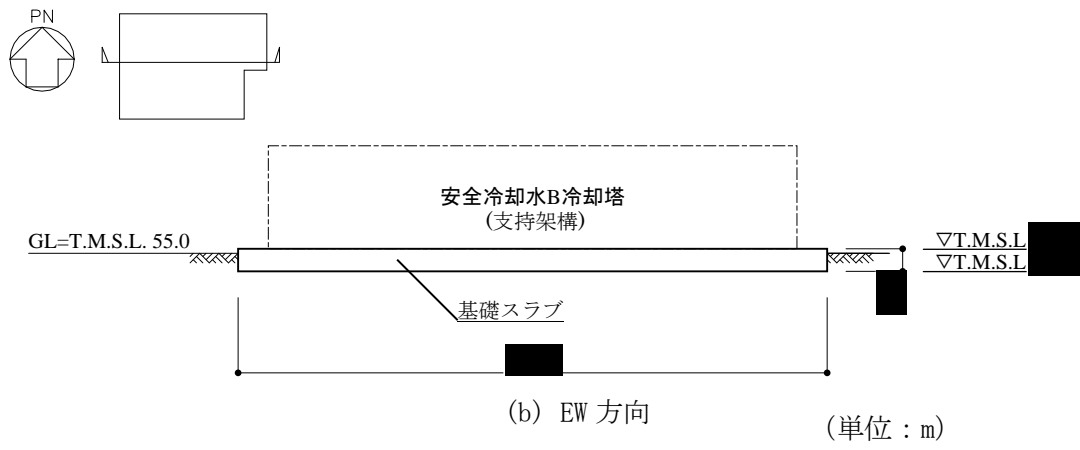 PN
安全冷却水B冷却塔
(支持架構)
GL=T.M.S.L. 55.0
▽T.M.S.L
▽T.M.S.L
基礎スラブ
(b) EW 方向
(単位：m)